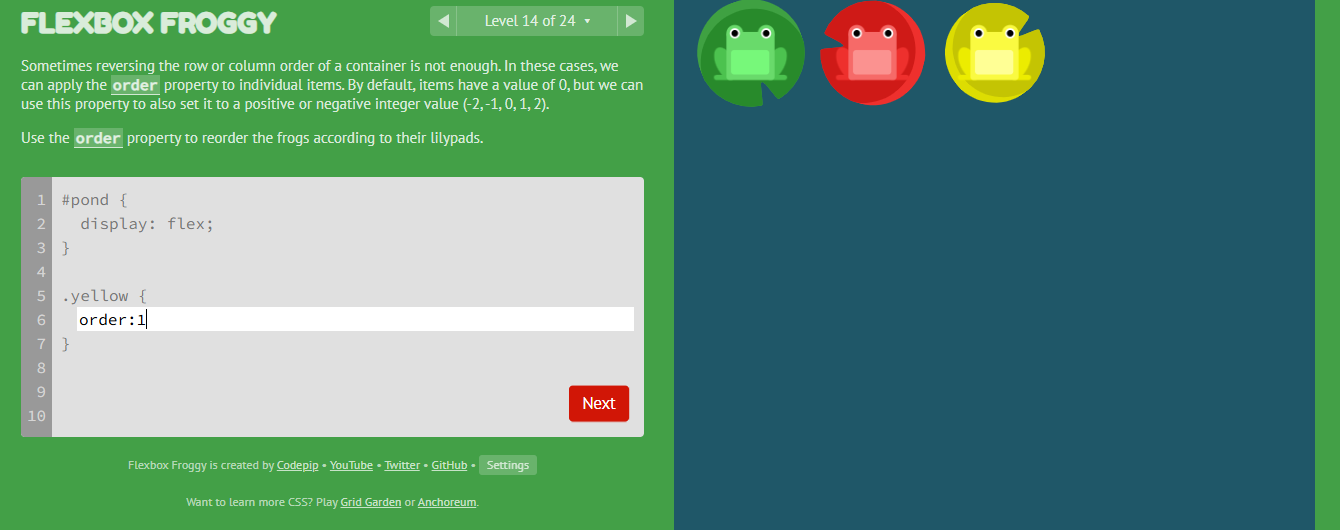 FLEXBOX FROGGY
Level 14 of 24
Sometimes reversing the row or column order of a container is not enough. In these cases, we
can apply the order property to individual items. By default, items have a value of 0, but we can
use this property to also set it to a positive or negative integer value (-2, -1, 0, 1, 2).
Use the order property to reorder the frogs according to their lilypads.
1 #pond {
2 display: flex;
3 }
4
5 .yellow {
6 order:1
7 }
8
9
10
Next
Flexbox Froggy is created by Codepip • YouTube • Twitter • GitHub • Settings
Want to learn more CSS? Play Grid Garden or Anchoreum.